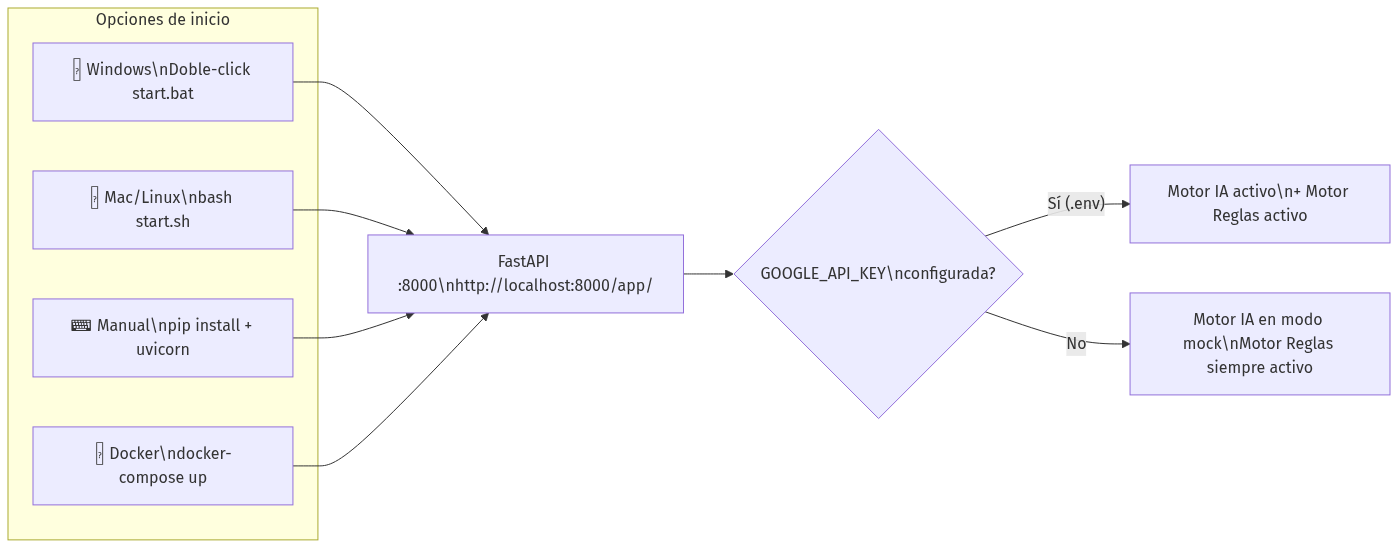 Opciones de inicio
Windows\nDoble-click
start.bat
Mac/Linux\nbash
start.sh
⌨ Manual\npip install +
uvicorn
Docker\ndocker-
compose up
FastAPI
:8000\nhttp://localhost:8000/app/
GOOGLE_API_KEY\nconfigurada?
Sí (.env)
Motor IA activo\n+ Motor
Reglas activo
No
Motor IA en modo
mock\nMotor Reglas
siempre activo